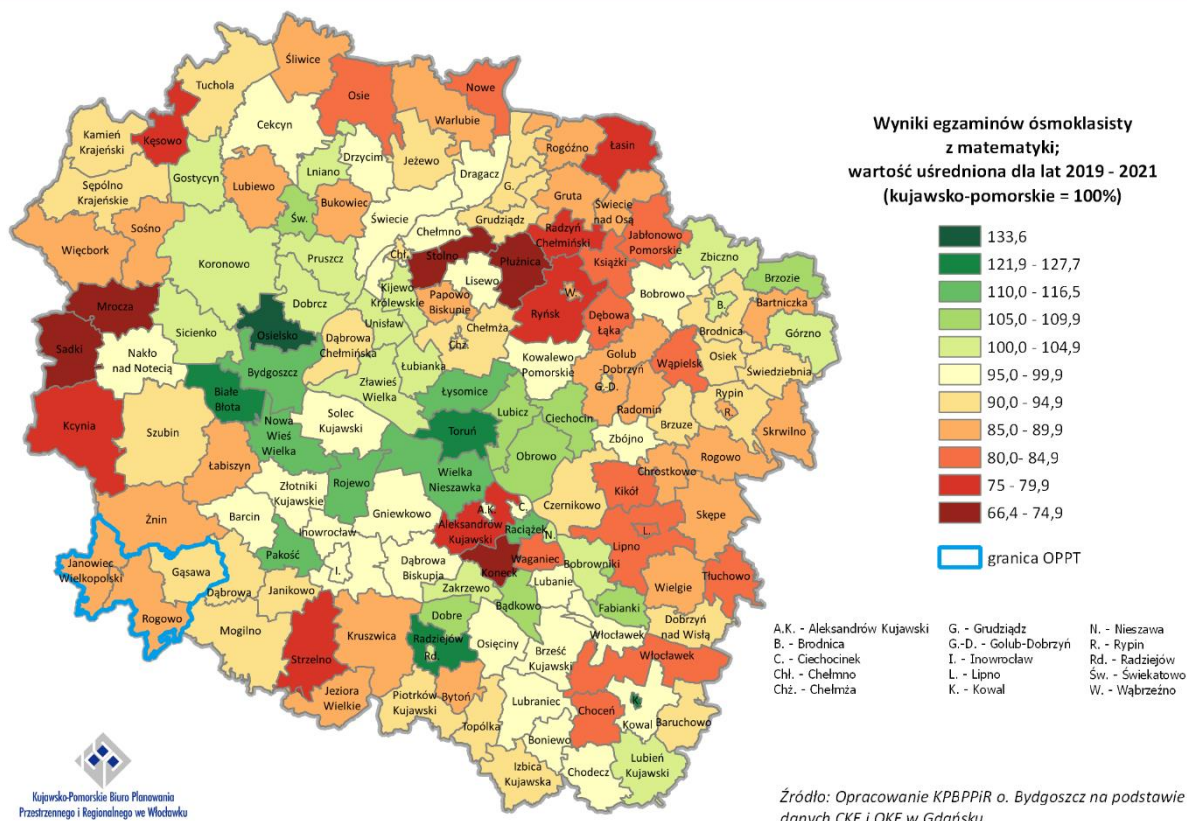 Wyniki egzaminów ósmoklasisty
z matematyki;
wartość uśredniona dla lat 2019 - 2021
(kujawsko-pomorskie = 100%)
133,6
121,9 - 127,7
110,0 - 116,5
105,0 - 109,9
100,0 - 104,9
95,0 - 99,9
90,0 - 94,9
85,0 - 89,9
80,0- 84,9
75 - 79,9
66,4 - 74,9
granica OPPT
A.K. - Aleksandrów Kujawski
B. - Brodnica
C. - Ciechocinek
Chł. - Chełmno
Chż. - Chełmża
G. - Grudziądz
G.-D. - Golub-Dobrzyń
I. - Inowrocław
L. - Lipno
K. - Kowal
N. - Nieszawa
R. - Rypin
Rd. - Radziejów
Św. - Świekatowo
W. - Wąbrzeźno
Śliwice
Tuchola
Osie
Nowe
Warlubie
Cekcyn
Kęsowo
Kamień
Krajeński
Rogoźno
Łasin
Drzycim
Jeżewo
Dragacz
G.
Gostycyn
Lniano
Lubiewo
Sępólno
Krajeńskie
Św.
Bukowiec
Świecie
Grudziądz
Gruta
Świecie
nad Osą
Sośno
Więcbork
Chełmno
Chł.
Radzyń
Chełmiński
Jabłonowo
Pomorskie
Książki
Zbiczno
Brzozie
Koronowo
Pruszcz
Stolno
Płużnica
Lisewo
Kijewo
Królewskie
Papowo
Biskupie
W.
Bobrowo
B.
Bartniczka
Mrocza
Dobrcz
Unisław
Ryńsk
Dębowa
Łąka
Brodnica
Górzno
Sicienko
Osielsko
Dąbrowa
Chełmińska
Chełmża
Chż.
Sadki
Nakło
nad Notecią
Bydgoszcz
Łubianka
Kowalewo
Pomorskie
Golub
-Dobrzyń
G.-D.
Wąpielsk
Osiek
Świedziebnia
Białe
Błota
Zławieś
Wielka
Łysomice
Rypin
R.
Kcynia
Szubin
Solec
Kujawski
Toruń
Lubicz
Ciechocin
Radomin
Brzuze
Skrwilno
Nowa
Wieś
Wielka
Obrowo
Zbójno
Rogowo
Łabiszyn
Wielka
Nieszawka
Chrostkowo
Złotniki
Kujawskie
Rojewo
Gniewkowo
Czernikowo
Kikół
Skępe
Żnin
Barcin
Inowrocław
I.
A.K.
C.
Aleksandrów
Kujawski
Raciążek
N.
Lipno
L.
Pakość
Dąbrowa
Biskupia
Koneck
Waganiec
Bobrowniki
Wielgie
Tłuchowo
Janowiec
Wielkopolski
Gąsawa
Dąbrowa
Janikowo
Zakrzewo
Lubanie
Fabianki
Rogowo
Mogilno
Strzelno
Kruszwica
Dobre
Bądkowo
Włocławek
Dobrzyń
nad Wisłą
Radziejów
Rd.
Osięciny
Brześć
Kujawski
Włocławek
Jeziora
Wielkie
Piotrków
Kujawski
Bytoń
Topólka
Lubraniec
Choceń
K.
Kowal
Baruchowo
Boniewo
Izbica
Kujawska
Chodecz
Lubień
Kujawski
Kujawsko-Pomorskie Biuro Planowania
Przestrzennego i Regionalnego we Włocławku
Źródło: Opracowanie KPBPPiR o. Bydgoszcz na podstawie
danych CKE i OKE w Gdańsku